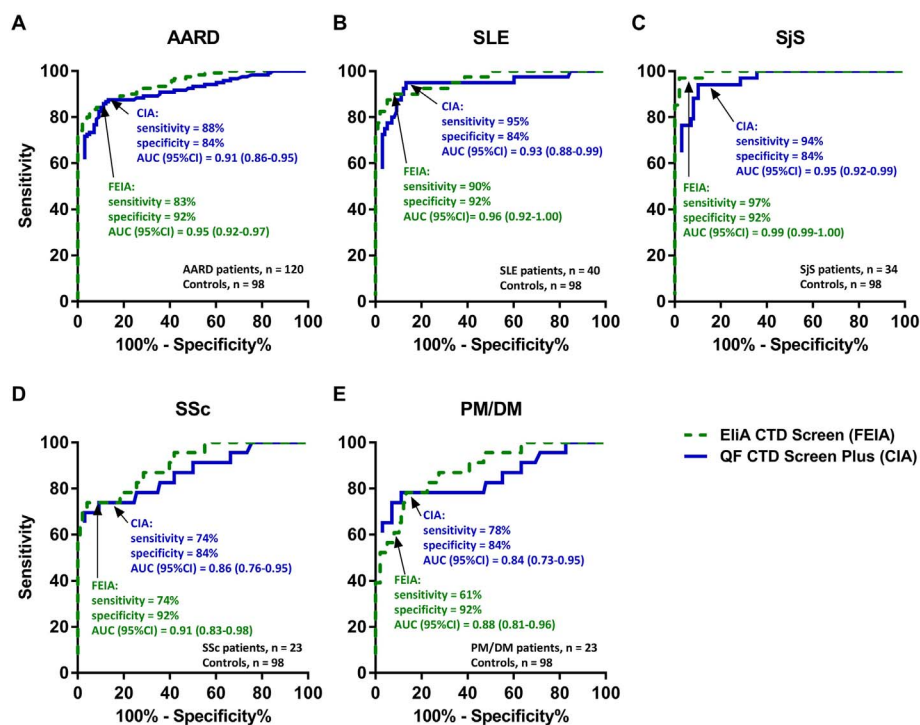 A
AARD
100
80
60
40
20
0
0 20 40 60 80 100
Sensitivity
100% - Specificity%
CIA:
sensitivity = 88%
specificity = 84%
AUC (95%CI) = 0.91 (0.86-0.95)
FEIA:
sensitivity = 83%
specificity = 92%
AUC (95%CI) = 0.95 (0.92-0.97)
AARD patients, n = 120
Controls, n = 98
B
SLE
100
80
60
40
20
0
0 20 40 60 80 100
100% - Specificity%
CIA:
sensitivity = 95%
specificity = 84%
AUC (95%CI) = 0.93 (0.88-0.99)
FEIA:
sensitivity = 90%
specificity = 92%
AUC (95%CI) = 0.96 (0.92-1.00)
SLE patients, n = 40
Controls, n = 98
C
SjS
100
80
60
40
20
0
0 20 40 60 80 100
100% - Specificity%
CIA:
sensitivity = 94%
specificity = 84%
AUC (95%CI) = 0.95 (0.92-0.99)
FEIA:
sensitivity = 97%
specificity = 92%
AUC (95%CI) = 0.99 (0.99-1.00)
SjS patients, n = 34
Controls, n = 98
D
SSc
100
80
60
40
20
0
0 20 40 60 80 100
Sensitivity
100% - Specificity%
CIA:
sensitivity = 74%
specificity = 84%
AUC (95%CI) = 0.86 (0.76-0.95)
FEIA:
sensitivity = 74%
specificity = 92%
AUC (95%CI) = 0.91 (0.83-0.98)
SSc patients, n = 23
Controls, n = 98
E
PM/DM
100
80
60
40
20
0
0 20 40 60 80 100
100% - Specificity%
CIA:
sensitivity = 78%
specificity = 84%
AUC (95%CI) = 0.84 (0.73-0.95)
FEIA:
sensitivity = 61%
specificity = 92%
AUC (95%CI) = 0.88 (0.81-0.96)
PM/DM patients, n = 23
Controls, n = 98
EliA CTD Screen (FEIA)
QF CTD Screen Plus (CIA)